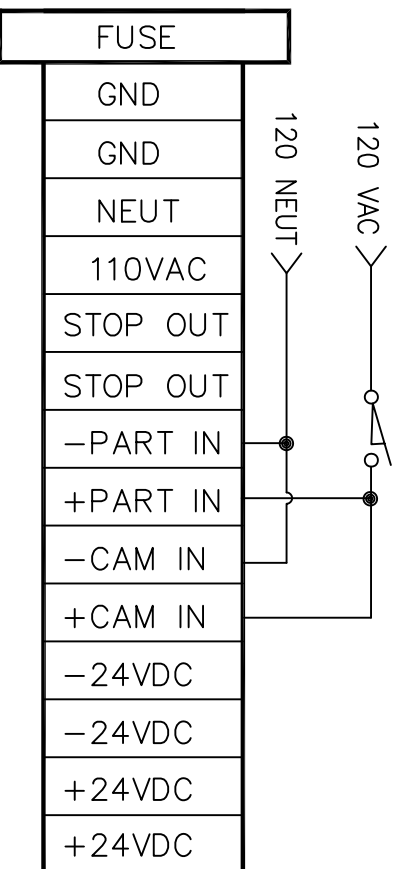 FUSE
GND
GND
NEUT
110VAC
STOP OUT
STOP OUT
−PART IN
+PART IN
−CAM IN
+CAM IN
−24VDC
−24VDC
+24VDC
+24VDC
120 NEUT
120 VAC